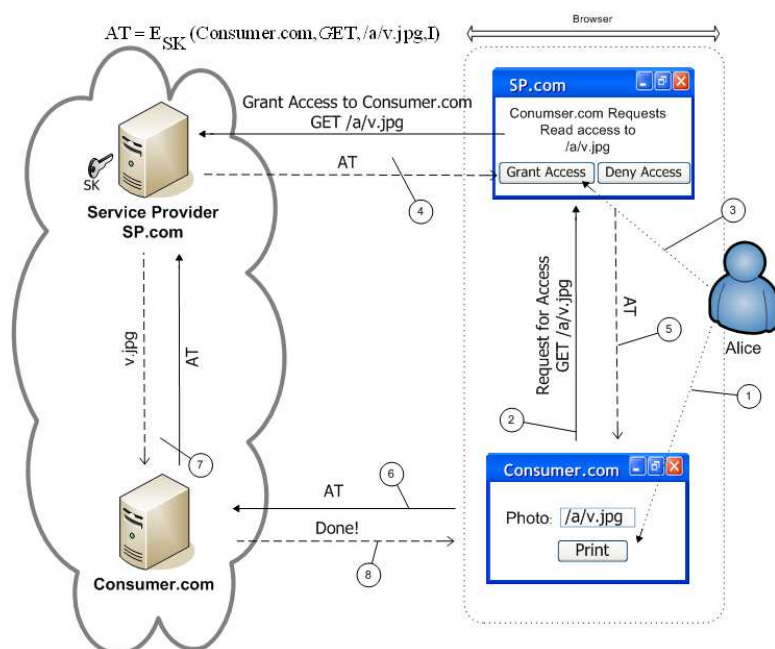 AT = E_SK (Consumer.com, GET, /a/v.jpg, I)
Browser
SP.com
Conumser.com Requests
Read access to
/a/v.jpg
Grant Access
Deny Access
Grant Access to Consumer.com
GET /a/v.jpg
AT
4
SK
Service Provider
SP.com
3
Alice
Request for Access
GET /a/v.jpg
2
AT
5
1
v.jpg
AT
7
Consumer.com
Photo:
/a/v.jpg
Print
AT
6
Done!
8
Consumer.com